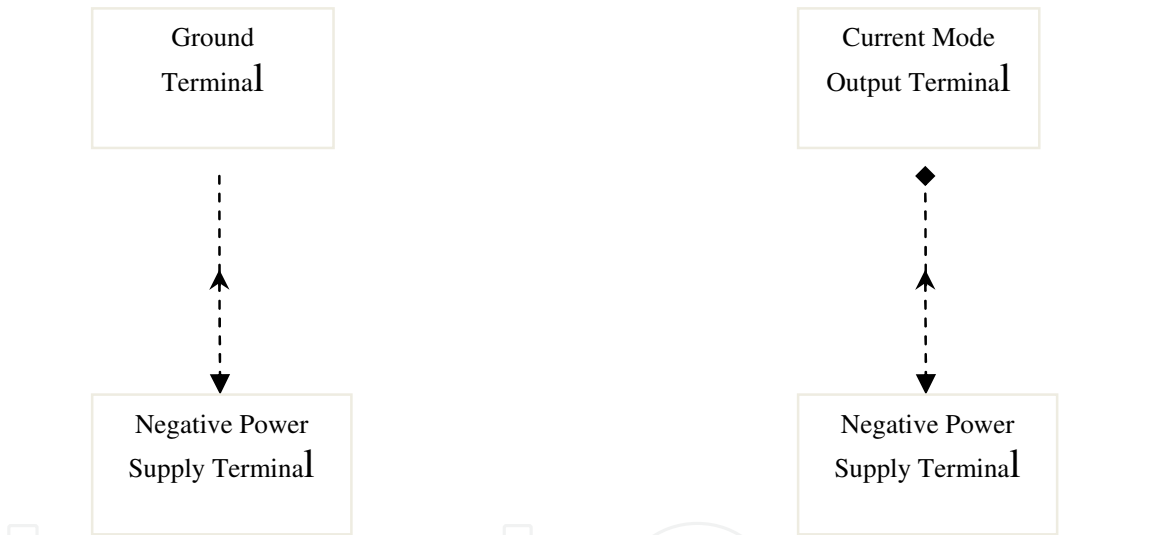 Ground
Terminal
Current Mode
Output Terminal
Negative Power
Supply Terminal
Negative Power
Supply Terminal